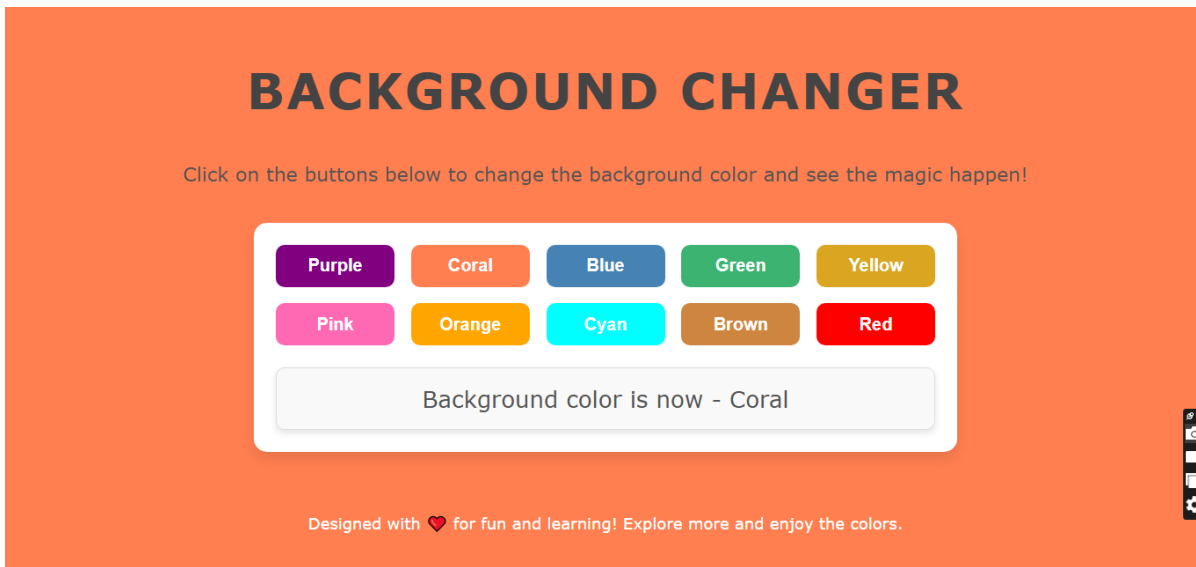 BACKGROUND CHANGER
Click on the buttons below to change the background color and see the magic happen!
Purple Coral Blue Green Yellow
Pink Orange Cyan Brown Red
Background color is now - Coral
Designed with ❤️ for fun and learning! Explore more and enjoy the colors.